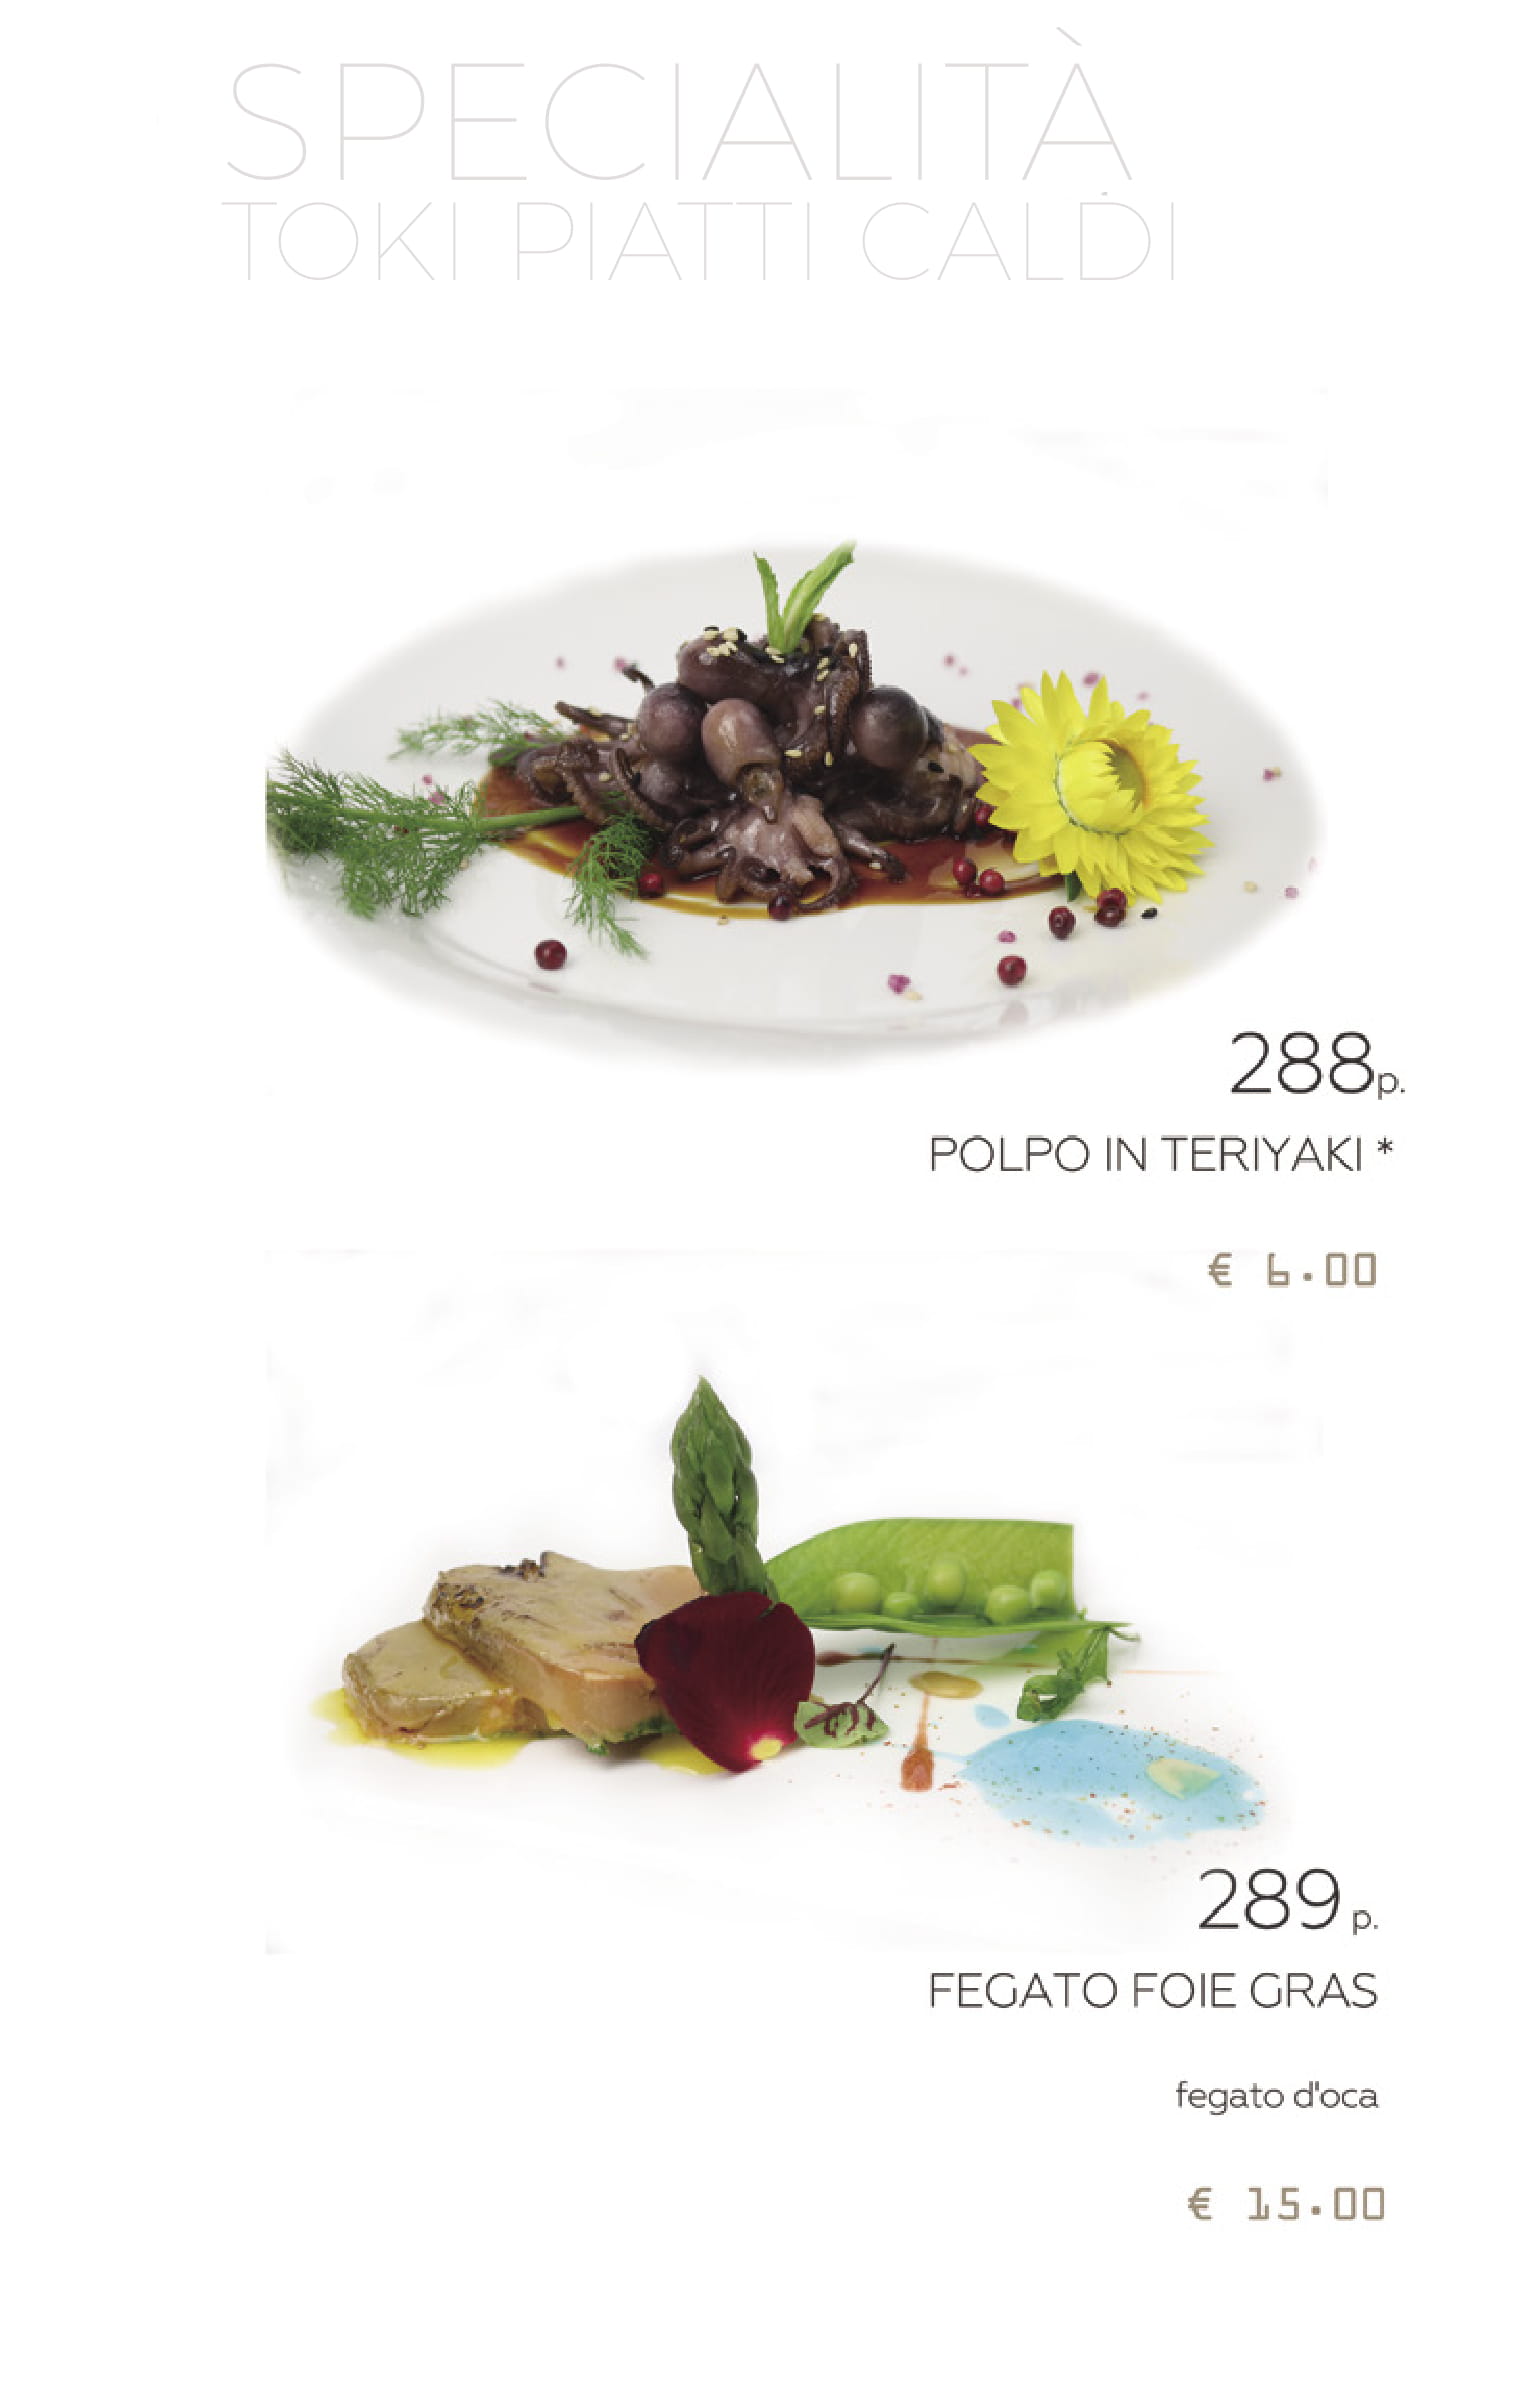 SPECIALITÀ
TOKI PIATTI CALDI
288p.
POLPO IN TERIYAKI *
€ 6.00
289 p.
FEGATO FOIE GRAS
fegato d'oca
€ 15.00